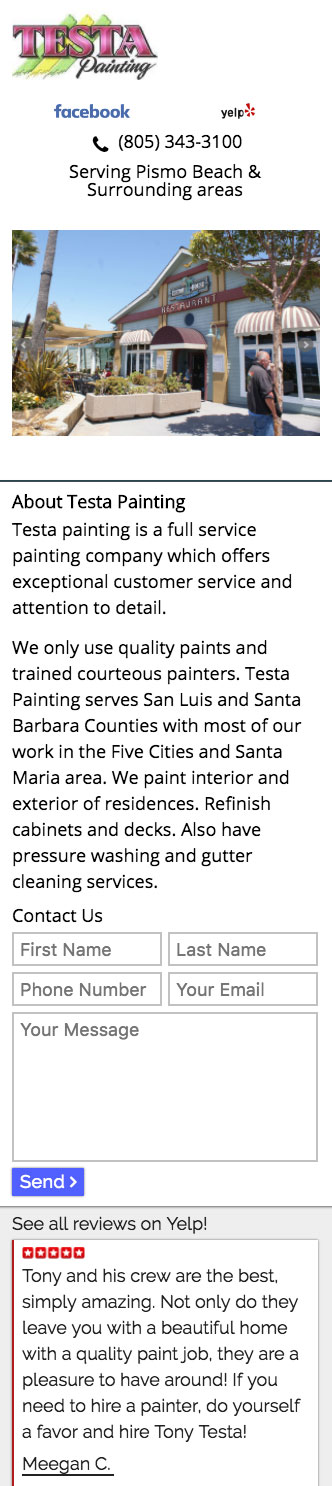 TESTA
Painting
facebook
yelp
(805) 343-3100
Serving Pismo Beach &
Surrounding areas
RESTAURANT
About Testa Painting
Testa painting is a full service
painting company which offers
exceptional customer service and
attention to detail.
We only use quality paints and
trained courteous painters. Testa
Painting serves San Luis and Santa
Barbara Counties with most of our
work in the Five Cities and Santa
Maria area. We paint interior and
exterior of residences. Refinish
cabinets and decks. Also have
pressure washing and gutter
cleaning services.
Contact Us
First Name Last Name
Phone Number Your Email
Your Message
Send
See all reviews on Yelp!
Tony and his crew are the best,
simply amazing. Not only do they
leave you with a beautiful home
with a quality paint job, they are a
pleasure to have around! If you
need to hire a painter, do yourself
a favor and hire Tony Testa!
Meegan C.